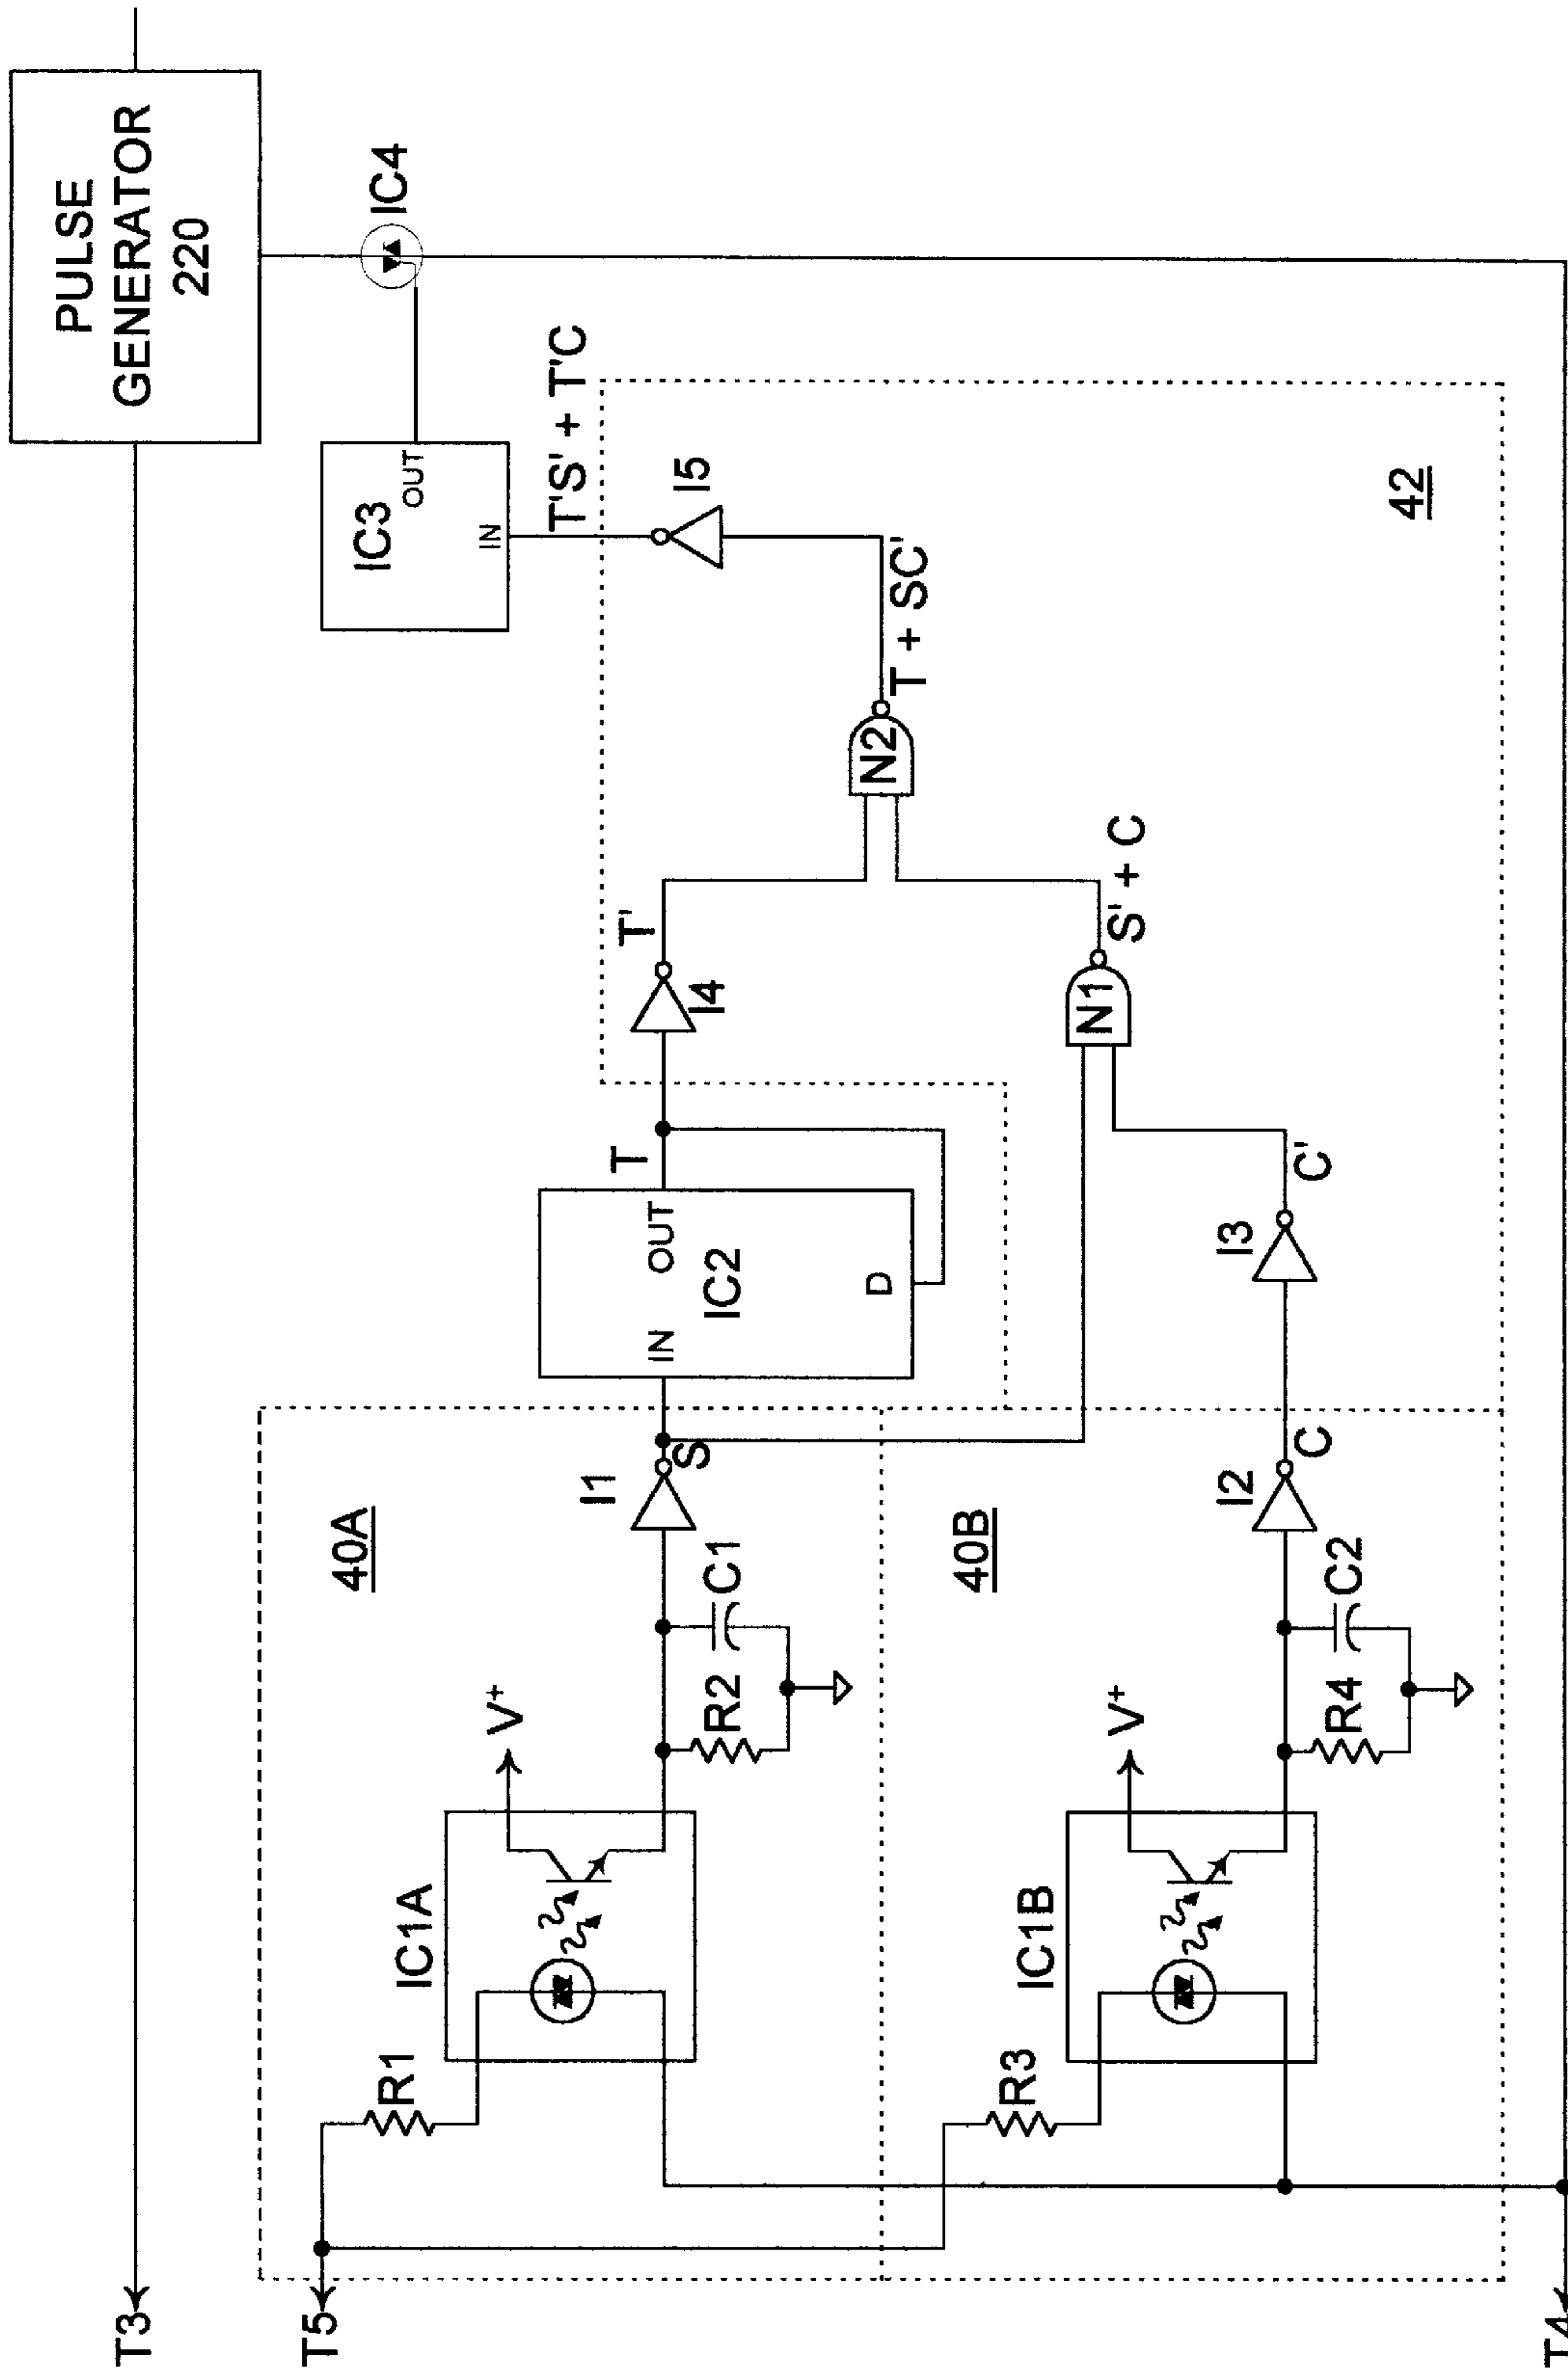 PULSE
GENERATOR
220
IC4
IC3
OUT
IN
T'S' + T'C
I5
42
T + SC'
N2
T'
I4
S' + C
N1
T
OUT
IC2
IN
D
C'
I3
40A
I1
S
C1
R2
V+
IC1A
R1
40B
I2
C
C2
R4
V+
IC1B
R3
T3
T5
T4